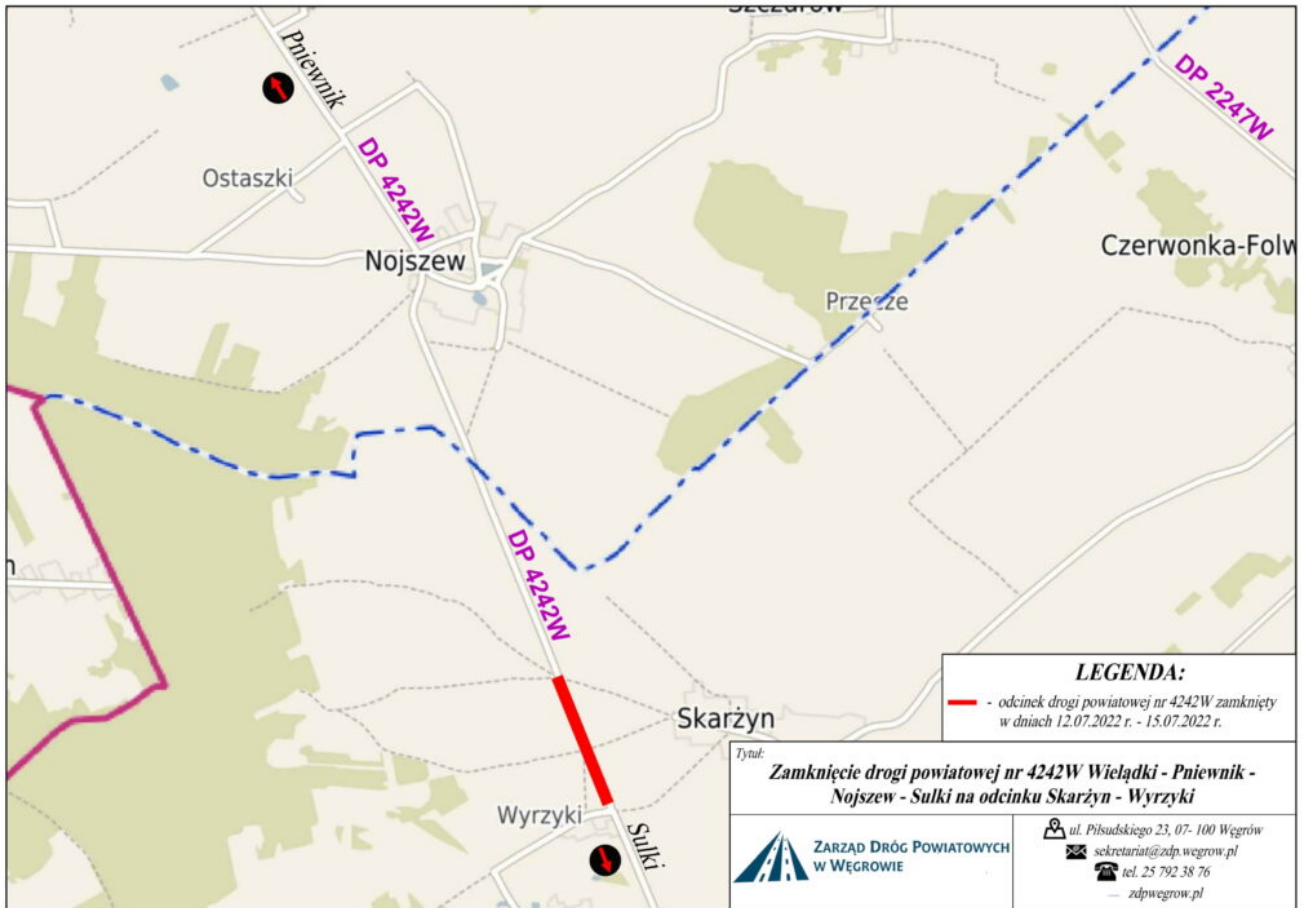 Pniewnik
DP 2247W
DP 4242W
Ostaszki
Nojszew
Czerwonka-Folw
Przęsze
DP 4242W
LEGENDA:
- odcinek drogi powiatowej nr 4242W zamknięty
w dniach 12.07.2022 r. - 15.07.2022 r.
Skarżyn
Tytuł:
Zamknięcie drogi powiatowej nr 4242W Wielądki - Pniewnik -
Nojszew - Sulki na odcinku Skarżyn - Wyrzyki
Wyrzyki
Sulki
ZARZĄD DRÓG POWIATOWYCH
W WĘGROWIE
ul. Piłsudskiego 23, 07- 100 Węgrów
sekretariat@zdp.wegrow.pl
tel. 25 792 38 76
zdpwegrow.pl